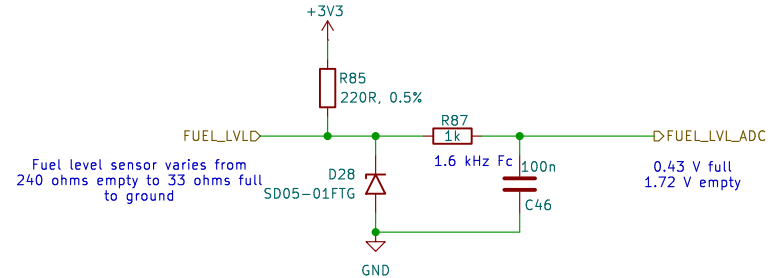 +3V3
R85
220R, 0.5%
R87
FUEL_LVL
1k
FUEL_LVL_ADC
1.6 kHz Fc
100n
Fuel level sensor varies from
240 ohms empty to 33 ohms full
to ground
D28
SD05-01FTG
0.43 V full
1.72 V empty
C46
GND